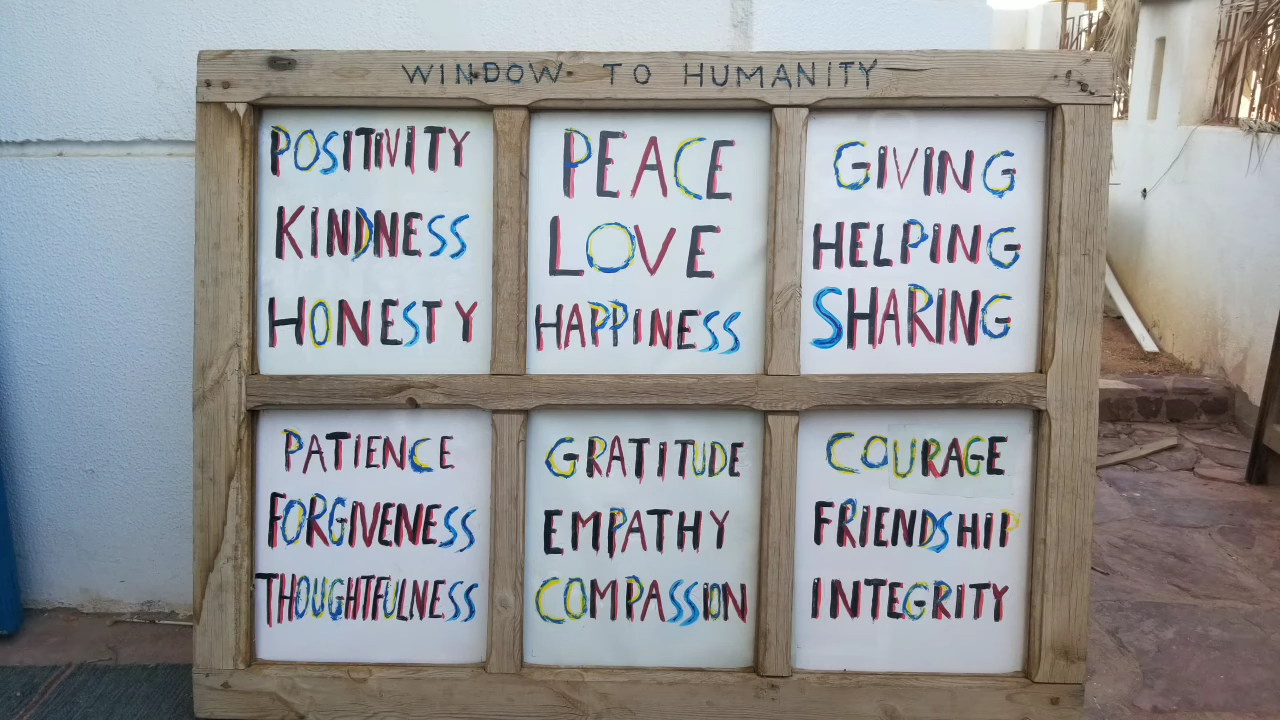 WINDOW TO HUMANITY
POSITIVITY
KINDNESS
HONESTY
PEACE
LOVE
HAPPINESS
GIVING
HELPING
SHARING
PATIENCE
FORGIVENESS
THOUGHTFULNESS
GRATITUDE
EMPATHY
COMPASSION
COURAGE
FRIENDSHIP
INTEGRITY